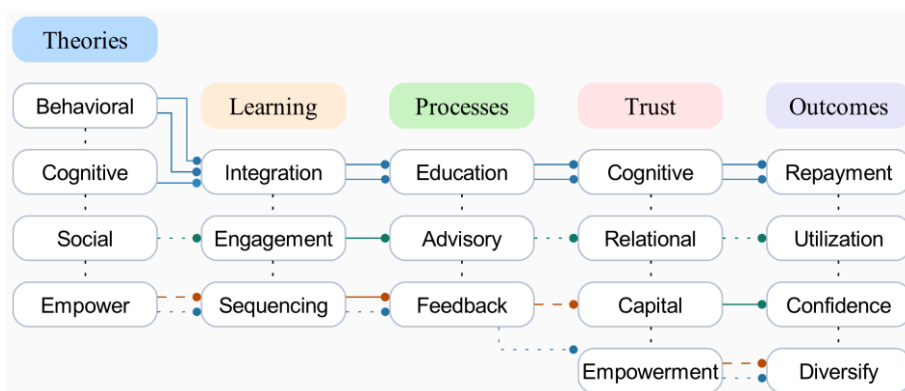 Theories
Behavioral
Learning
Processes
Trust
Outcomes
Cognitive
Integration
Education
Cognitive
Repayment
Social
Engagement
Advisory
Relational
Utilization
Empower
Sequencing
Feedback
Capital
Confidence
Empowerment
Diversify